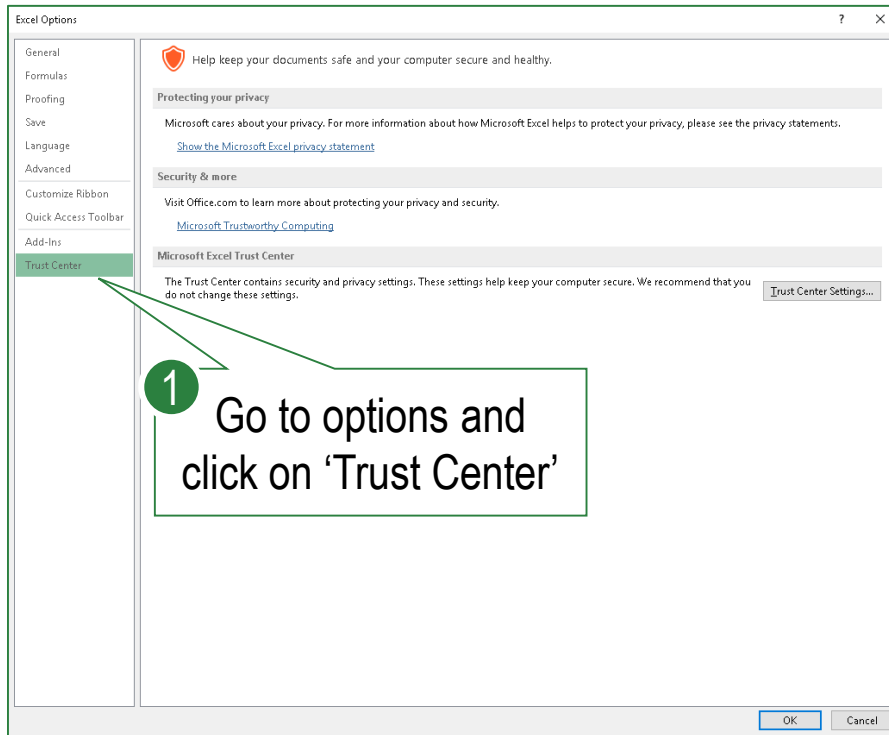 Excel Options
?
×
General
Formulas
Proofing
Save
Language
Advanced
Customize Ribbon
Quick Access Toolbar
Add-Ins
Trust Center
Help keep your documents safe and your computer secure and healthy.
Protecting your privacy
Microsoft cares about your privacy. For more information about how Microsoft Excel helps to protect your privacy, please see the privacy statements.
Show the Microsoft Excel privacy statement
Security & more
Visit Office.com to learn more about protecting your privacy and security.
Microsoft Trustworthy Computing
Microsoft Excel Trust Center
The Trust Center contains security and privacy settings. These settings help keep your computer secure. We recommend that you
do not change these settings.
Trust Center Settings...
1
Go to options and
click on ‘Trust Center’
OK
Cancel